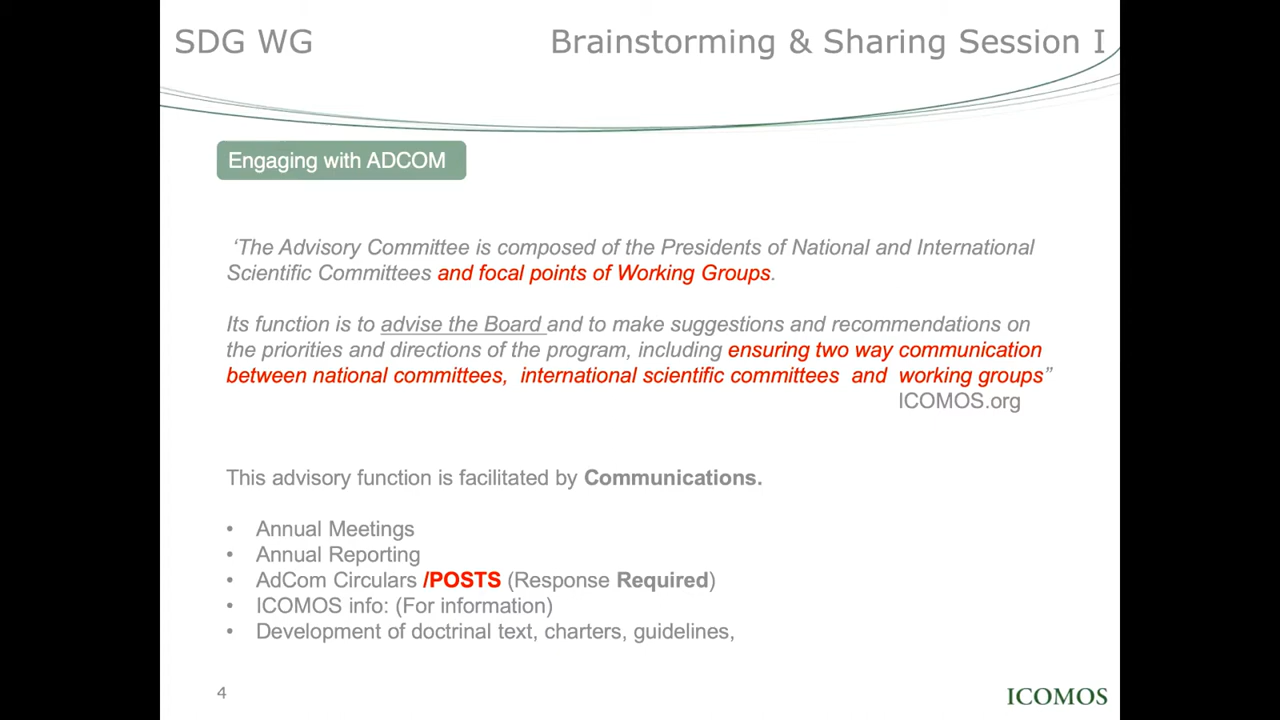 SDG WG Brainstorming & Sharing Session I
Engaging with ADCOM
‘The Advisory Committee is composed of the Presidents of National and International
Scientific Committees and focal points of Working Groups.
Its function is to advise the Board and to make suggestions and recommendations on
the priorities and directions of the program, including ensuring two way communication
between national committees, international scientific committees and working groups”
ICOMOS.org
This advisory function is facilitated by Communications.
• Annual Meetings
• Annual Reporting
• AdCom Circulars /POSTS (Response Required)
• ICOMOS info: (For information)
• Development of doctrinal text, charters, guidelines,
4 ICOMOS